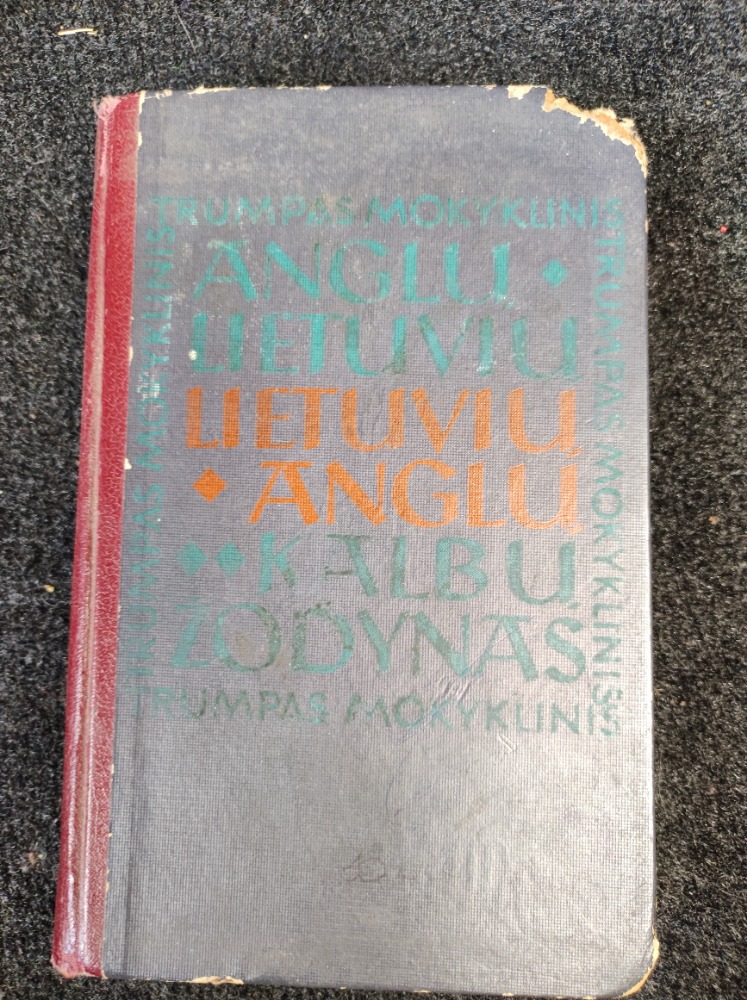 TRUMPAS MOKYKLINIS
ANGLŲ ◆
LIETUVIŲ
LIETUVIŲ
◆ ANGLŲ
◆◆ KALBŲ
ŽODYNAS
TRUMPAS MOKYKLINIS
TRUMPAS MOKYKLINIS
TRUMPAS MOKYKLINIS